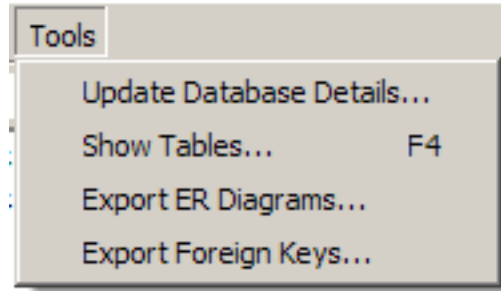 Tools
Update Database Details...
Show Tables... F4
Export ER Diagrams...
Export Foreign Keys...